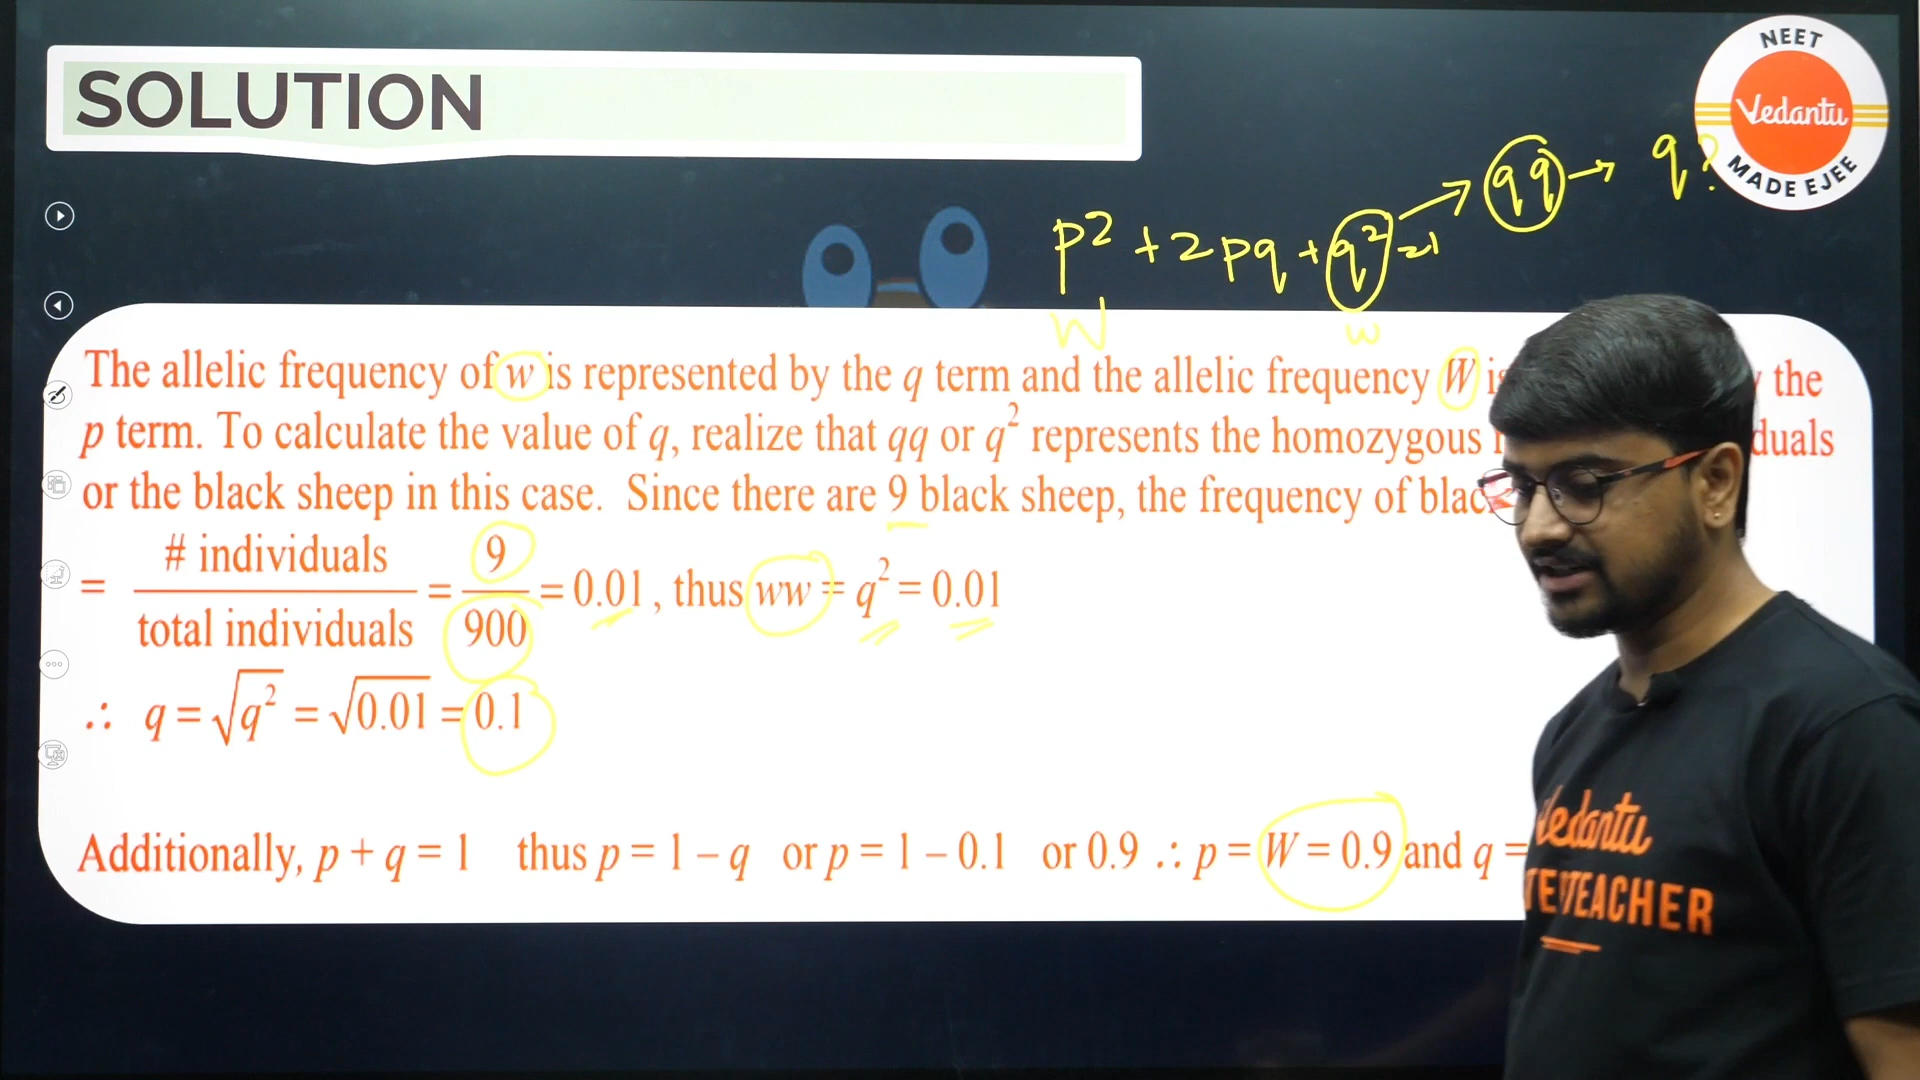 SOLUTION
NEET
Vedantu
MADE EJEE
qq → q?
p² + 2pq + q² =1
W w
The allelic frequency of w is represented by the q term and the allelic frequency W is the
p term. To calculate the value of q, realize that qq or q² represents the homozygous
or the black sheep in this case. Since there are 9 black sheep, the frequency of
= # individuals / total individuals = 9 / 900 = 0.01, thus ww = q² = 0.01
∴ q = √q² = √0.01 = 0.1
Additionally, p + q = 1 thus p = 1 – q or p = 1 – 0.1 or 0.9 ∴ p = W = 0.9 and q =
Vedantu
TEACHER